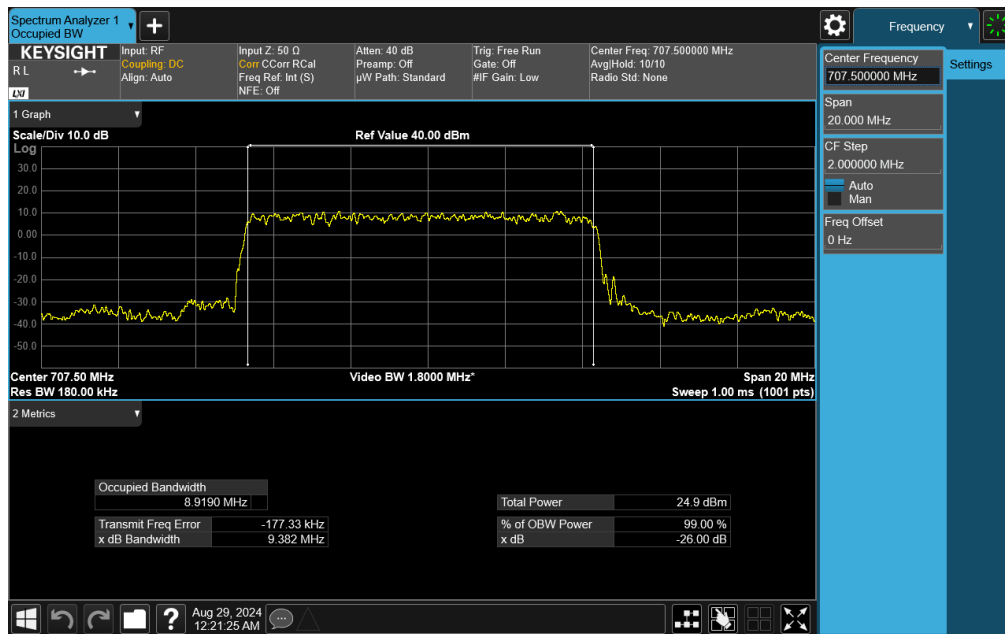 Spectrum Analyzer 1
Occupied BW
Frequency
KEYSIGHT
R L
LXI
Input: RF
Coupling: DC
Align: Auto
Input Z: 50 Ω
Corr CCorr RCal
Freq Ref: Int (S)
NFE: Off
Atten: 40 dB
Preamp: Off
µW Path: Standard
Trig: Free Run
Gate: Off
#IF Gain: Low
Center Freq: 707.500000 MHz
Avg|Hold: 10/10
Radio Std: None
Center Frequency
707.500000 MHz
Settings
Span
20.000 MHz
CF Step
2.000000 MHz
Auto
Man
Freq Offset
0 Hz
1 Graph
Scale/Div 10.0 dB
Ref Value 40.00 dBm
Log
30.0
20.0
10.0
0.00
-10.0
-20.0
-30.0
-40.0
-50.0
Center 707.50 MHz
Video BW 1.8000 MHz*
Span 20 MHz
Res BW 180.00 kHz
Sweep 1.00 ms (1001 pts)
2 Metrics
Occupied Bandwidth
8.9190 MHz
Transmit Freq Error -177.33 kHz
x dB Bandwidth 9.382 MHz
Total Power 24.9 dBm
% of OBW Power 99.00 %
x dB -26.00 dB
?
Aug 29, 2024
12:21:25 AM